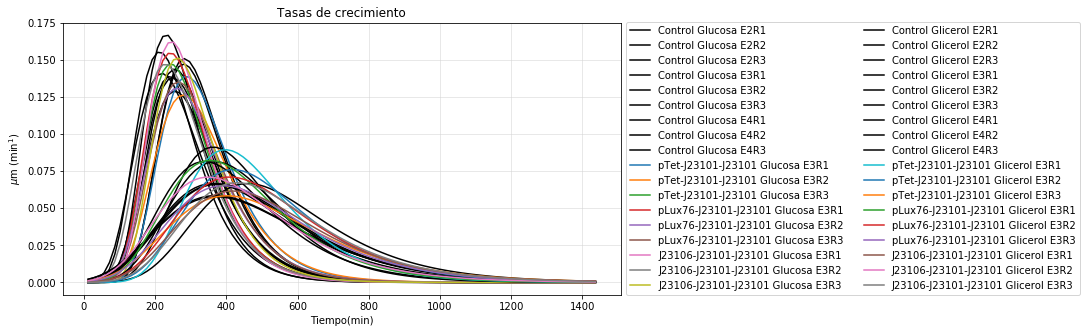 Tasas de crecimiento
0.175
0.150
0.125
0.100
0.075
0.050
0.025
0.000
μm (min¹)
0
200
400
600
800
1000
1200
1400
Tiempo(min)
Control Glucosa E2R1
Control Glucosa E2R2
Control Glucosa E2R3
Control Glucosa E3R1
Control Glucosa E3R2
Control Glucosa E3R3
Control Glucosa E4R1
Control Glucosa E4R2
Control Glucosa E4R3
pTet-J23101-J23101 Glucosa E3R1
pTet-J23101-J23101 Glucosa E3R2
pTet-J23101-J23101 Glucosa E3R3
pLux76-J23101-J23101 Glucosa E3R1
pLux76-J23101-J23101 Glucosa E3R2
pLux76-J23101-J23101 Glucosa E3R3
J23106-J23101-J23101 Glucosa E3R1
J23106-J23101-J23101 Glucosa E3R2
J23106-J23101-J23101 Glucosa E3R3
Control Glicerol E2R1
Control Glicerol E2R2
Control Glicerol E2R3
Control Glicerol E3R1
Control Glicerol E3R2
Control Glicerol E3R3
Control Glicerol E4R1
Control Glicerol E4R2
Control Glicerol E4R3
pTet-J23101-J23101 Glicerol E3R1
pTet-J23101-J23101 Glicerol E3R2
pTet-J23101-J23101 Glicerol E3R3
pLux76-J23101-J23101 Glicerol E3R1
pLux76-J23101-J23101 Glicerol E3R2
pLux76-J23101-J23101 Glicerol E3R3
J23106-J23101-J23101 Glicerol E3R1
J23106-J23101-J23101 Glicerol E3R2
J23106-J23101-J23101 Glicerol E3R3